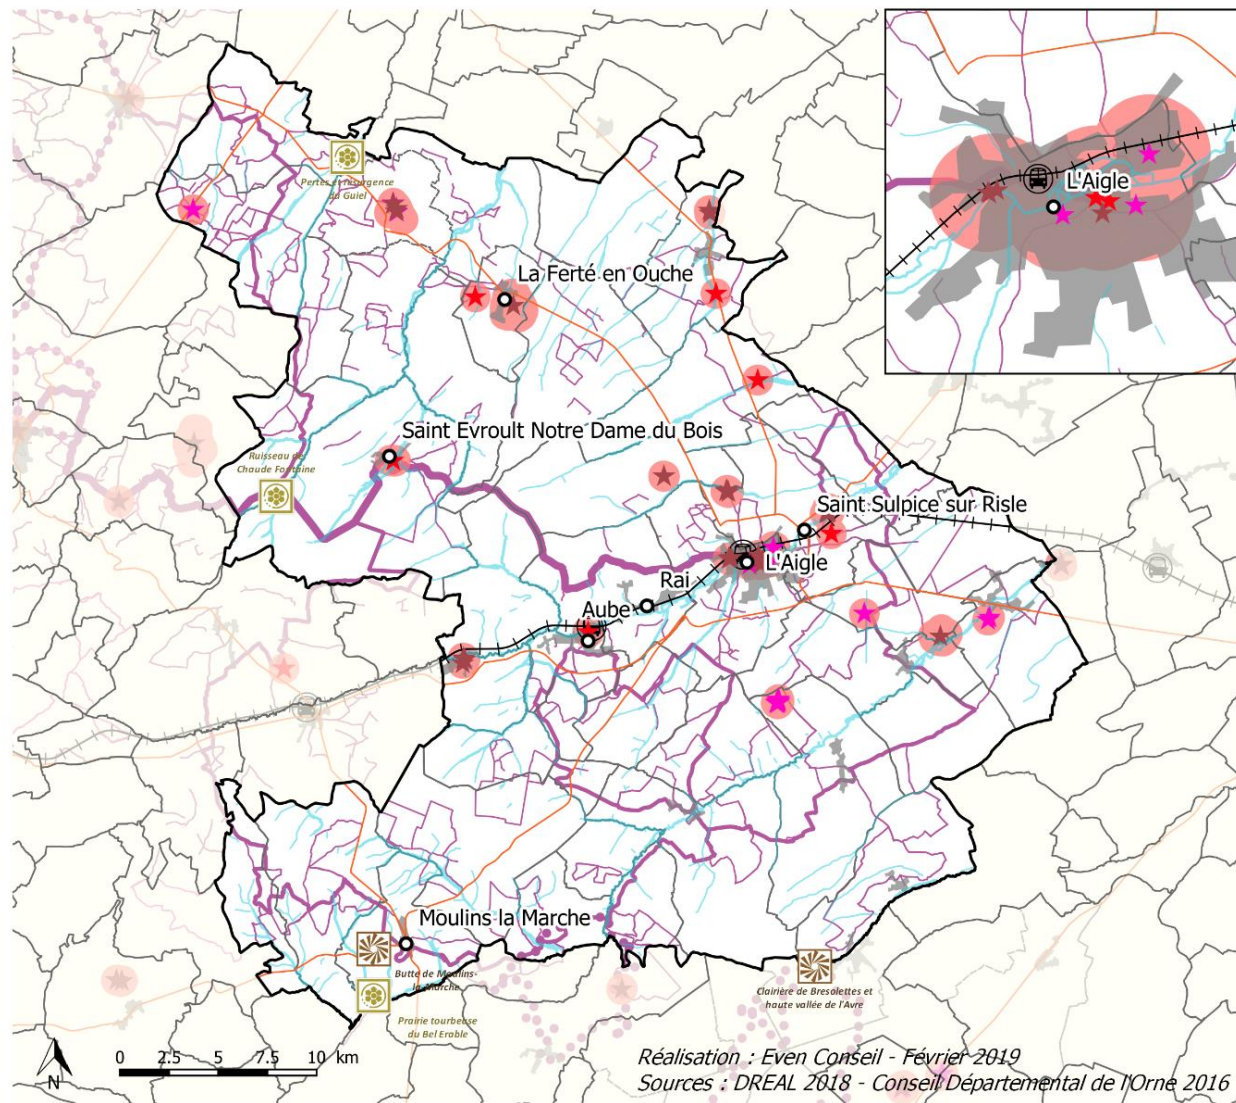 L'Aigle
Pertes et résurgence
du Guiel
La Ferté en Ouche
Saint Evroult Notre Dame du Bois
Ruisseau de
Chaude Fontaine
Saint Sulpice sur Risle
L'Aigle
Rai
Aube
Moulins la Marche
Butte de Moulins-
la-Marche
Clairière de Bresolettes et
haute vallée de l'Avre
Prairie tourbeuse
du Bel Erable
0 2.5 5 7.5 10 km
N
Réalisation : Even Conseil - Février 2019
Sources : DREAL 2018 - Conseil Départemental de l'Orne 2016